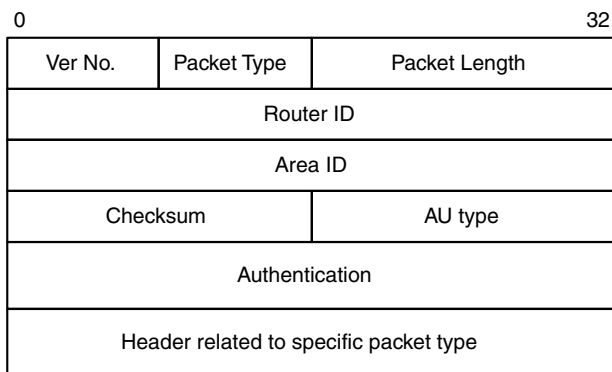 0 32
Ver No. Packet Type Packet Length
Router ID
Area ID
Checksum AU type
Authentication
Header related to specific packet type